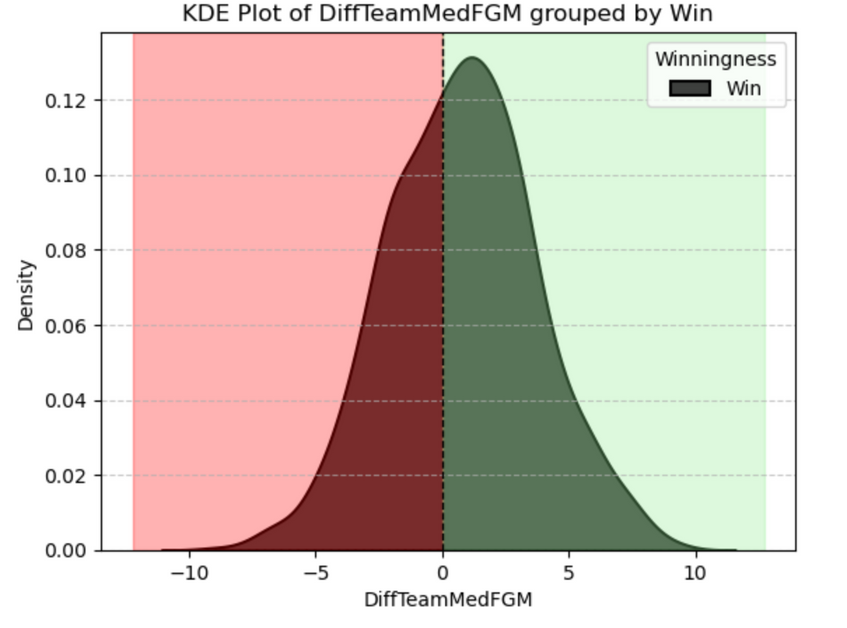 KDE Plot of DiffTeamMedFGM grouped by Win
Winningness
Win
Density
0.12
0.10
0.08
0.06
0.04
0.02
0.00
−10
−5
0
5
10
DiffTeamMedFGM